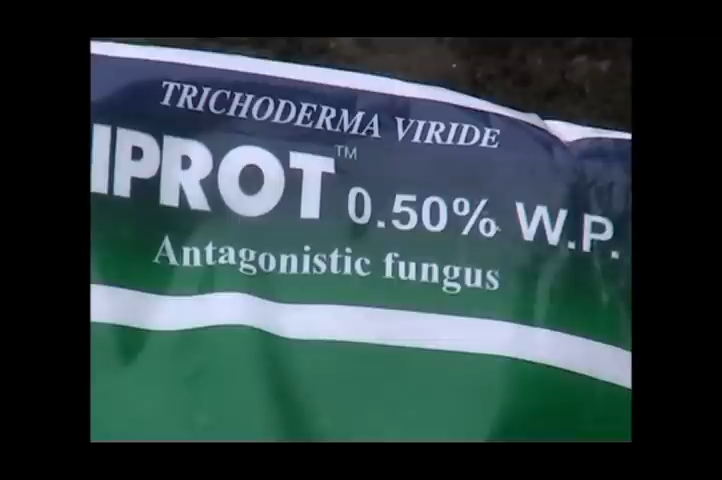 TRICHODERMA VIRIDE
IPROT™ 0.50% W.P.
Antagonistic fungus